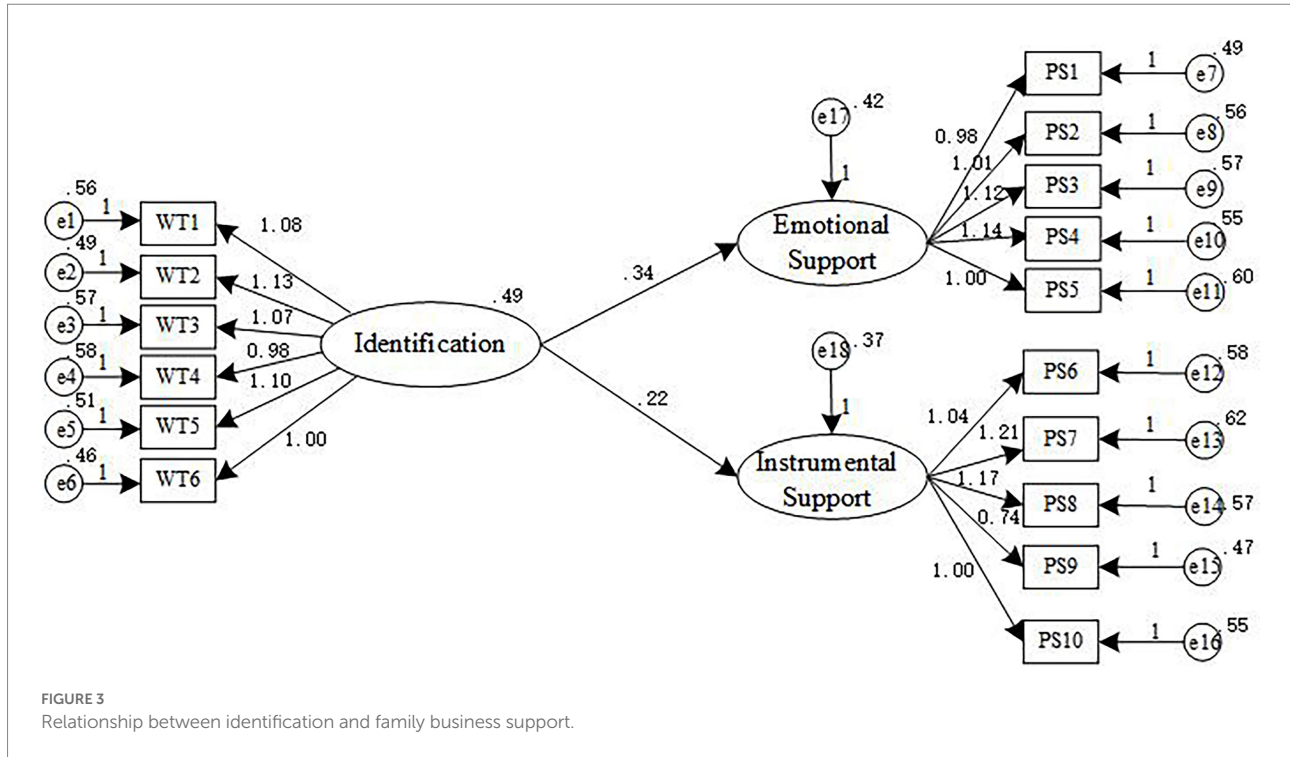 .56
e1
1
WT1
1.08
.49
e2
1
WT2
1.13
.57
e3
1
WT3
1.07
.58
e4
1
WT4
0.98
.51
e5
1
WT5
1.10
.46
e6
1
WT6
1.00
Identification
.49
.34
.22
e17
.42
1
Emotional
Support
0.98
PS1
1
e7
.49
1.01
PS2
1
e8
.56
1.12
PS3
1
e9
.57
1.14
PS4
1
e10
55
1.00
PS5
1
e11
.60
e18
.37
1
Instrumental
Support
1.04
PS6
1
e12
.58
1.21
PS7
1
e13
.62
1.17
PS8
1
e14
.57
0.74
PS9
1
e15
.47
1.00
PS10
1
e16
.55
FIGURE 3
Relationship between identification and family business support.